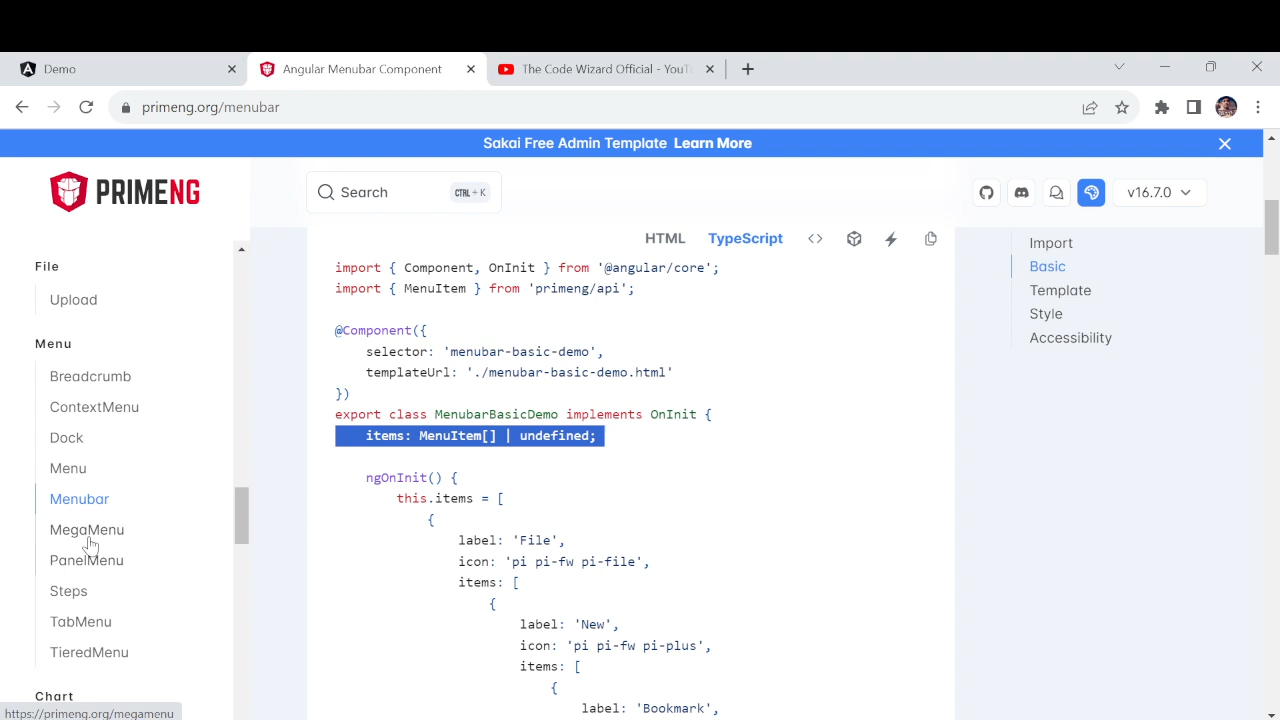 Demo
Angular Menubar Component
The Code Wizard Official - YouT
primeng.org/menubar
Sakai Free Admin Template Learn More
PRIMENG
Search
CTRL + K
v16.7.0
File
Upload
Menu
Breadcrumb
ContextMenu
Dock
Menu
Menubar
MegaMenu
PanelMenu
Steps
TabMenu
TieredMenu
Chart
https://primeng.org/megamenu
HTML TypeScript
import { Component, OnInit } from '@angular/core';
import { MenuItem } from 'primeng/api';
@Component({
selector: 'menubar-basic-demo',
templateUrl: './menubar-basic-demo.html'
})
export class MenubarBasicDemo implements OnInit {
items: MenuItem[] | undefined;
ngOnInit() {
this.items = [
{
label: 'File',
icon: 'pi pi-fw pi-file',
items: [
{
label: 'New',
icon: 'pi pi-fw pi-plus',
items: [
{
label: 'Bookmark',
Import
Basic
Template
Style
Accessibility